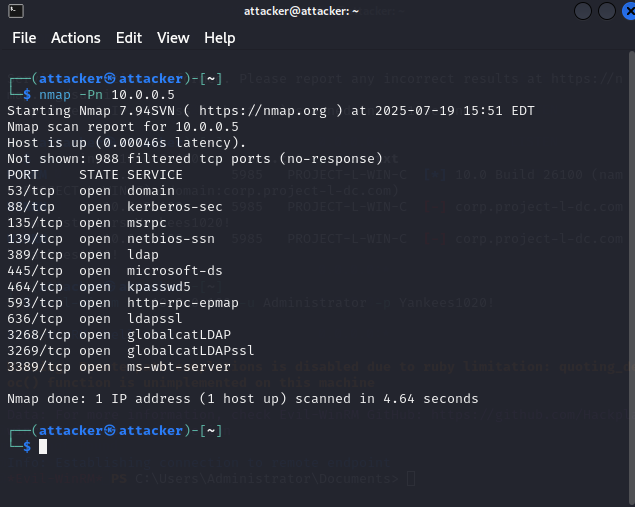 attacker@attacker: ~
File Actions Edit View Help
┌──(attacker㉿attacker)-[~]
└─$ nmap -Pn 10.0.0.5
Starting Nmap 7.94SVN ( https://nmap.org ) at 2025-07-19 15:51 EDT
Nmap scan report for 10.0.0.5
Host is up (0.00046s latency).
Not shown: 988 filtered tcp ports (no-response)
PORT     STATE SERVICE
53/tcp   open  domain
88/tcp   open  kerberos-sec
135/tcp  open  msrpc
139/tcp  open  netbios-ssn
389/tcp  open  ldap
445/tcp  open  microsoft-ds
464/tcp  open  kpasswd5
593/tcp  open  http-rpc-epmap
636/tcp  open  ldapssl
3268/tcp open  globalcatLDAP
3269/tcp open  globalcatLDAPssl
3389/tcp open  ms-wbt-server
Nmap done: 1 IP address (1 host up) scanned in 4.64 seconds
┌──(attacker㉿attacker)-[~]
└─$
PS C:\Users\Administrator\Documents>